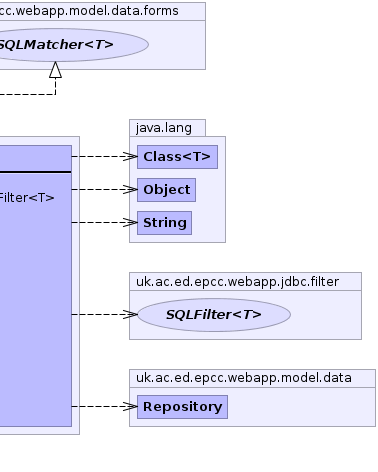 cc.webapp.model.data.forms
SQLMatcher<T>
java.lang
Class<T>
Filter<T>
Object
String
uk.ac.ed.epcc.webapp.jdbc.filter
SQLFilter<T>
uk.ac.ed.epcc.webapp.model.data
Repository